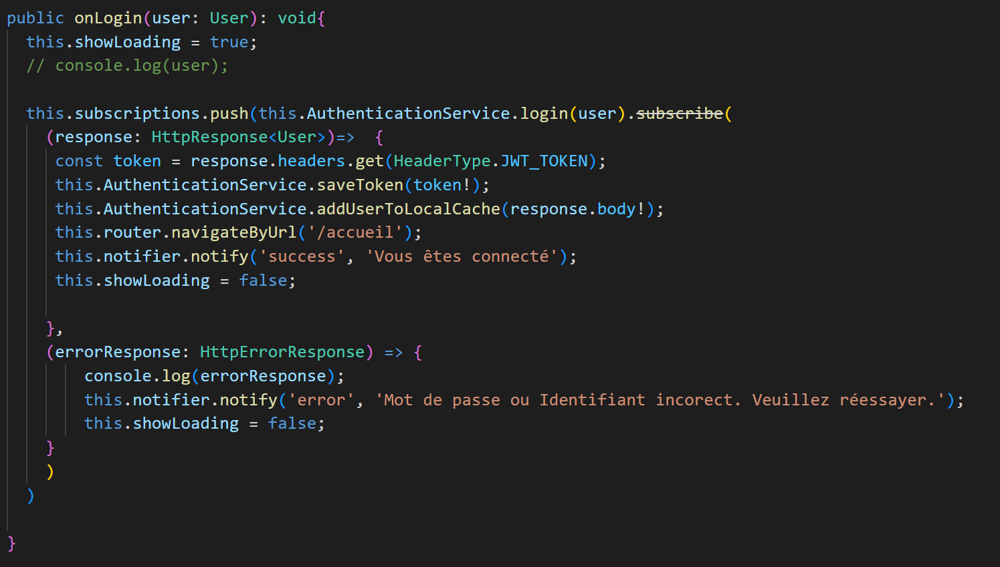 public onLogin(user: User): void{
this.showLoading = true;
// console.log(user);
this.subscriptions.push(this.AuthenticationService.login(user).subscribe(
(response: HttpResponse<User>)=>  {
const token = response.headers.get(HeaderType.JWT_TOKEN);
this.AuthenticationService.saveToken(token!);
this.AuthenticationService.addUserToLocalCache(response.body!);
this.router.navigateByUrl('/accueil');
this.notifier.notify('success', 'Vous êtes connecté');
this.showLoading = false;
},
(errorResponse: HttpErrorResponse) => {
console.log(errorResponse);
this.notifier.notify('error', 'Mot de passe ou Identifiant incorect. Veuillez réessayer.');
this.showLoading = false;
}
)
)
}